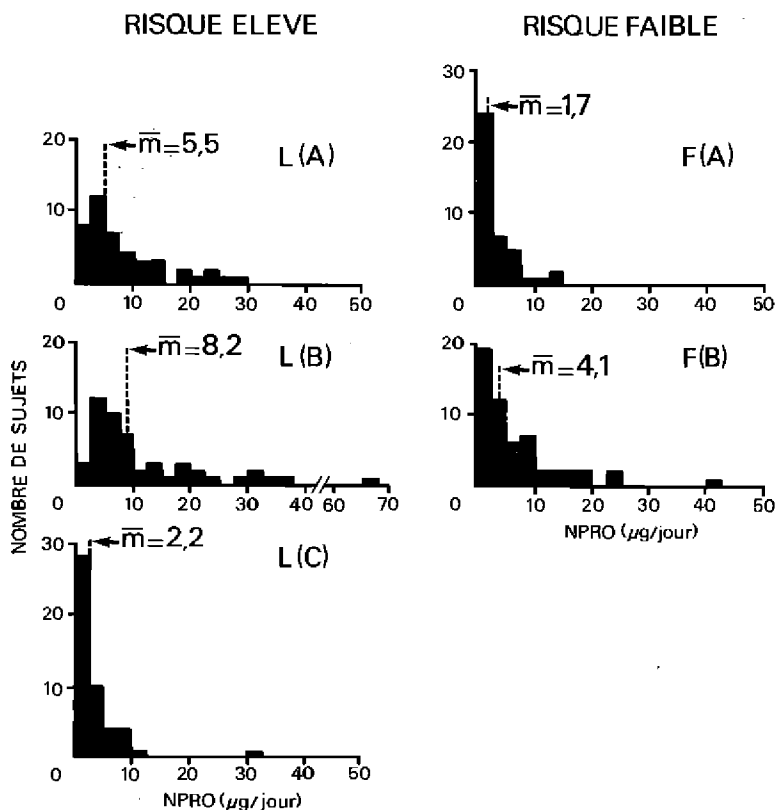 RISQUE ELEVE
RISQUE FAIBLE
20
10
0
m̅=5,5
L(A)
10 20 30 40 50
30
20
10
0
m̅=1,7
F(A)
10 20 30 40 50
20
10
0
m̅=8,2
L(B)
10 20 30 40 60 70
20
10
0
m̅=4,1
F(B)
10 20 30 40 50
NPRO (µg/jour)
NOMBRE DE SUJETS
30
20
10
0
m̅=2,2
L(C)
10 20 30 40 50
NPRO (µg/jour)